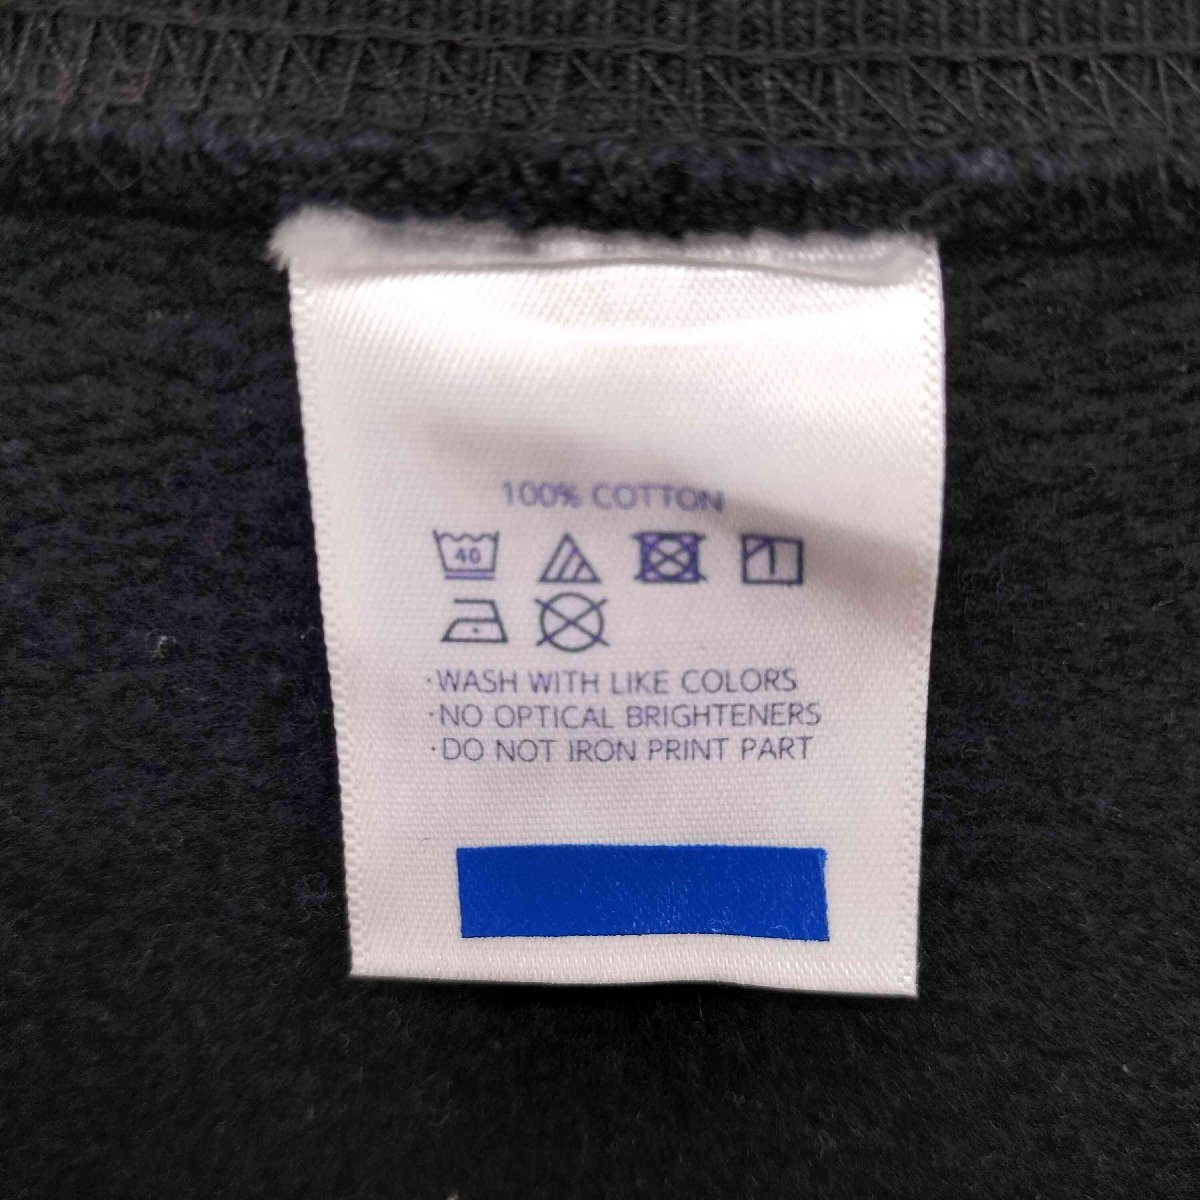 100% COTTON
40
·WASH WITH LIKE COLORS
·NO OPTICAL BRIGHTENERS
·DO NOT IRON PRINT PART